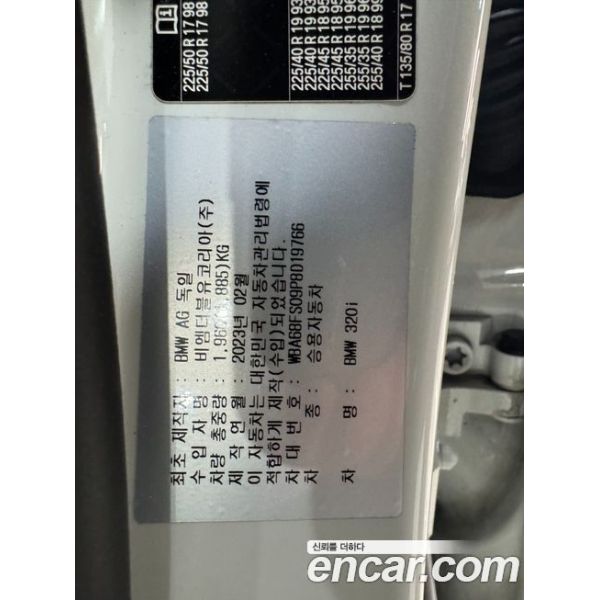 225/50 R 17 98
225/50 R 17 98
225/40 R 19 93
225/40 R 19 93
225/45 R 18 95
225/45 R 18 95
255/35 R 19 96
255/35 R 19 96
255/40 R 18 99
T 135/80 R 17
최초 제작자 : BMW AG 독일
수 입 자 명 : 비엠더블유코리아(주)
차량 총중량 : 885)KG
제 작 연 월 : 2023년 02월
이 자동차는 대한민국 자동차관리법령에
적합하게 제작(수입)되었습니다.
차 대 번 호 : WBA68FS09P8D19766
차 종 : 승용자동차
차 명 : BMW 320i
신뢰를 더하다
encar.com